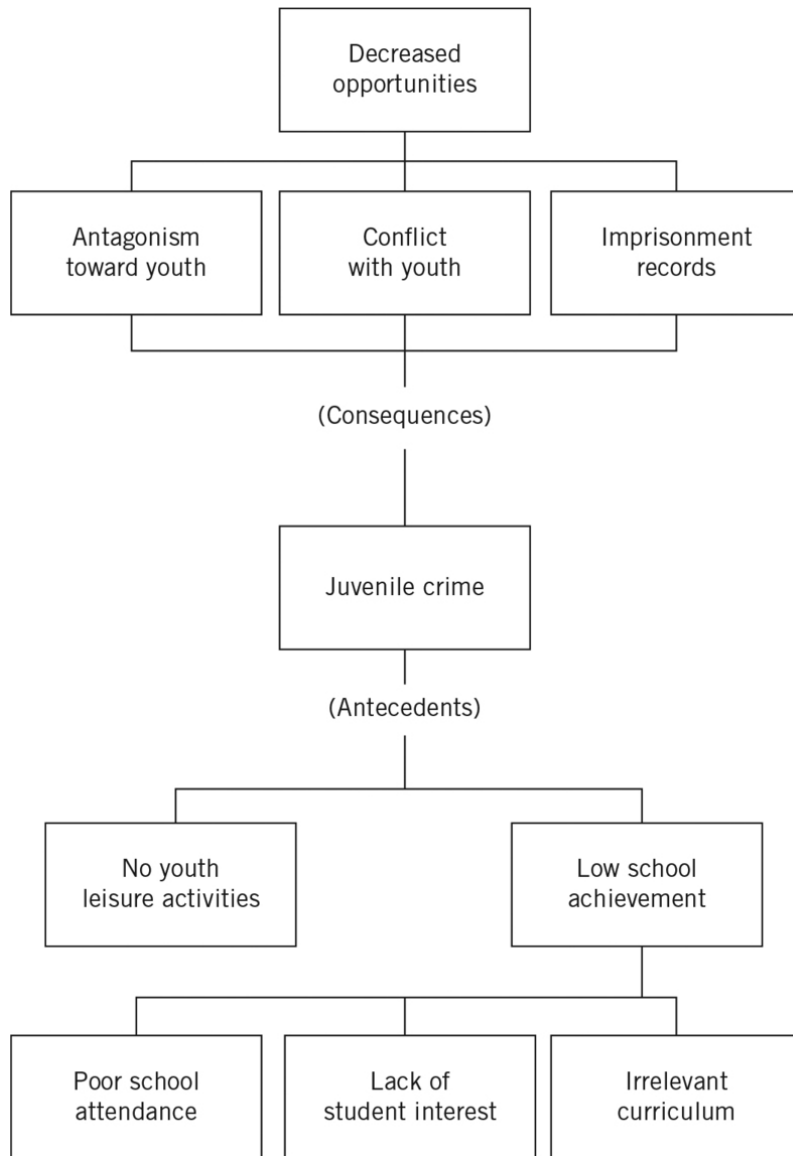 Decreased
opportunities
Antagonism
toward youth
Conflict
with youth
Imprisonment
records
(Consequences)
Juvenile crime
(Antecedents)
No youth
leisure activities
Low school
achievement
Poor school
attendance
Lack of
student interest
Irrelevant
curriculum